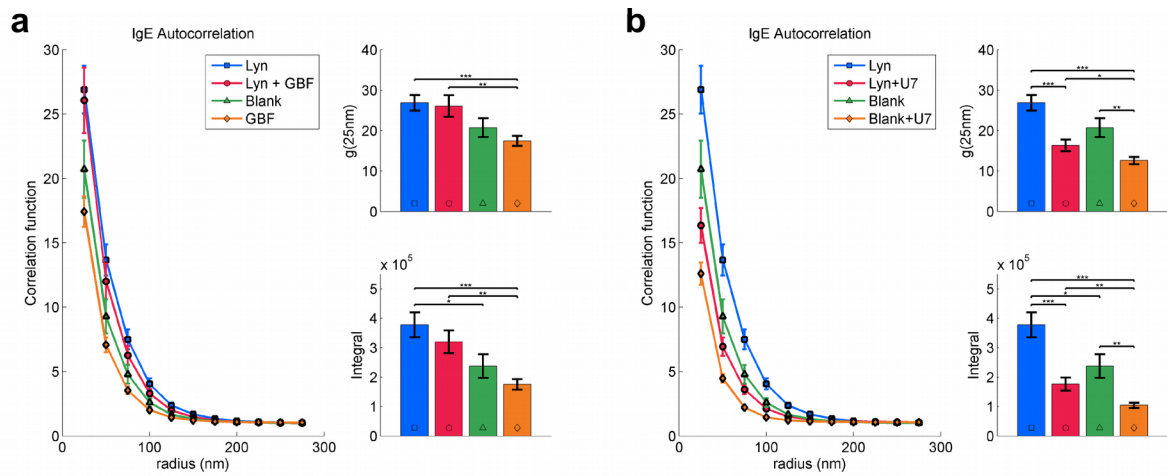 a
IgE Autocorrelation
Correlation function
30
25
20
15
10
5
0
0
100
200
300
radius (nm)
Lyn
Lyn + GBF
Blank
GBF
g(25nm)
40
30
20
10
0
***
**
x 10^5
Integral
5
4
3
2
1
0
***
**
*
b
IgE Autocorrelation
Correlation function
30
25
20
15
10
5
0
0
100
200
300
radius (nm)
Lyn
Lyn+U7
Blank
Blank+U7
g(25nm)
40
30
20
10
0
***
*
***
**
x 10^5
Integral
5
4
3
2
1
0
***
**
*
***
**